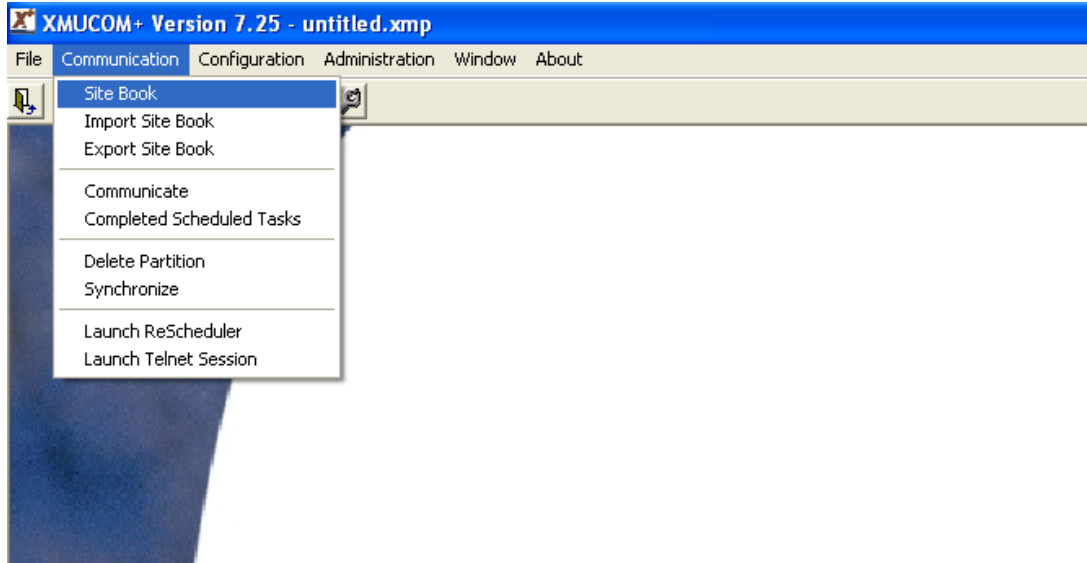 XMUCOM+ Version 7.25 - untitled.xmp
File Communication Configuration Administration Window About
Site Book
Import Site Book
Export Site Book
Communicate
Completed Scheduled Tasks
Delete Partition
Synchronize
Launch ReScheduler
Launch Telnet Session